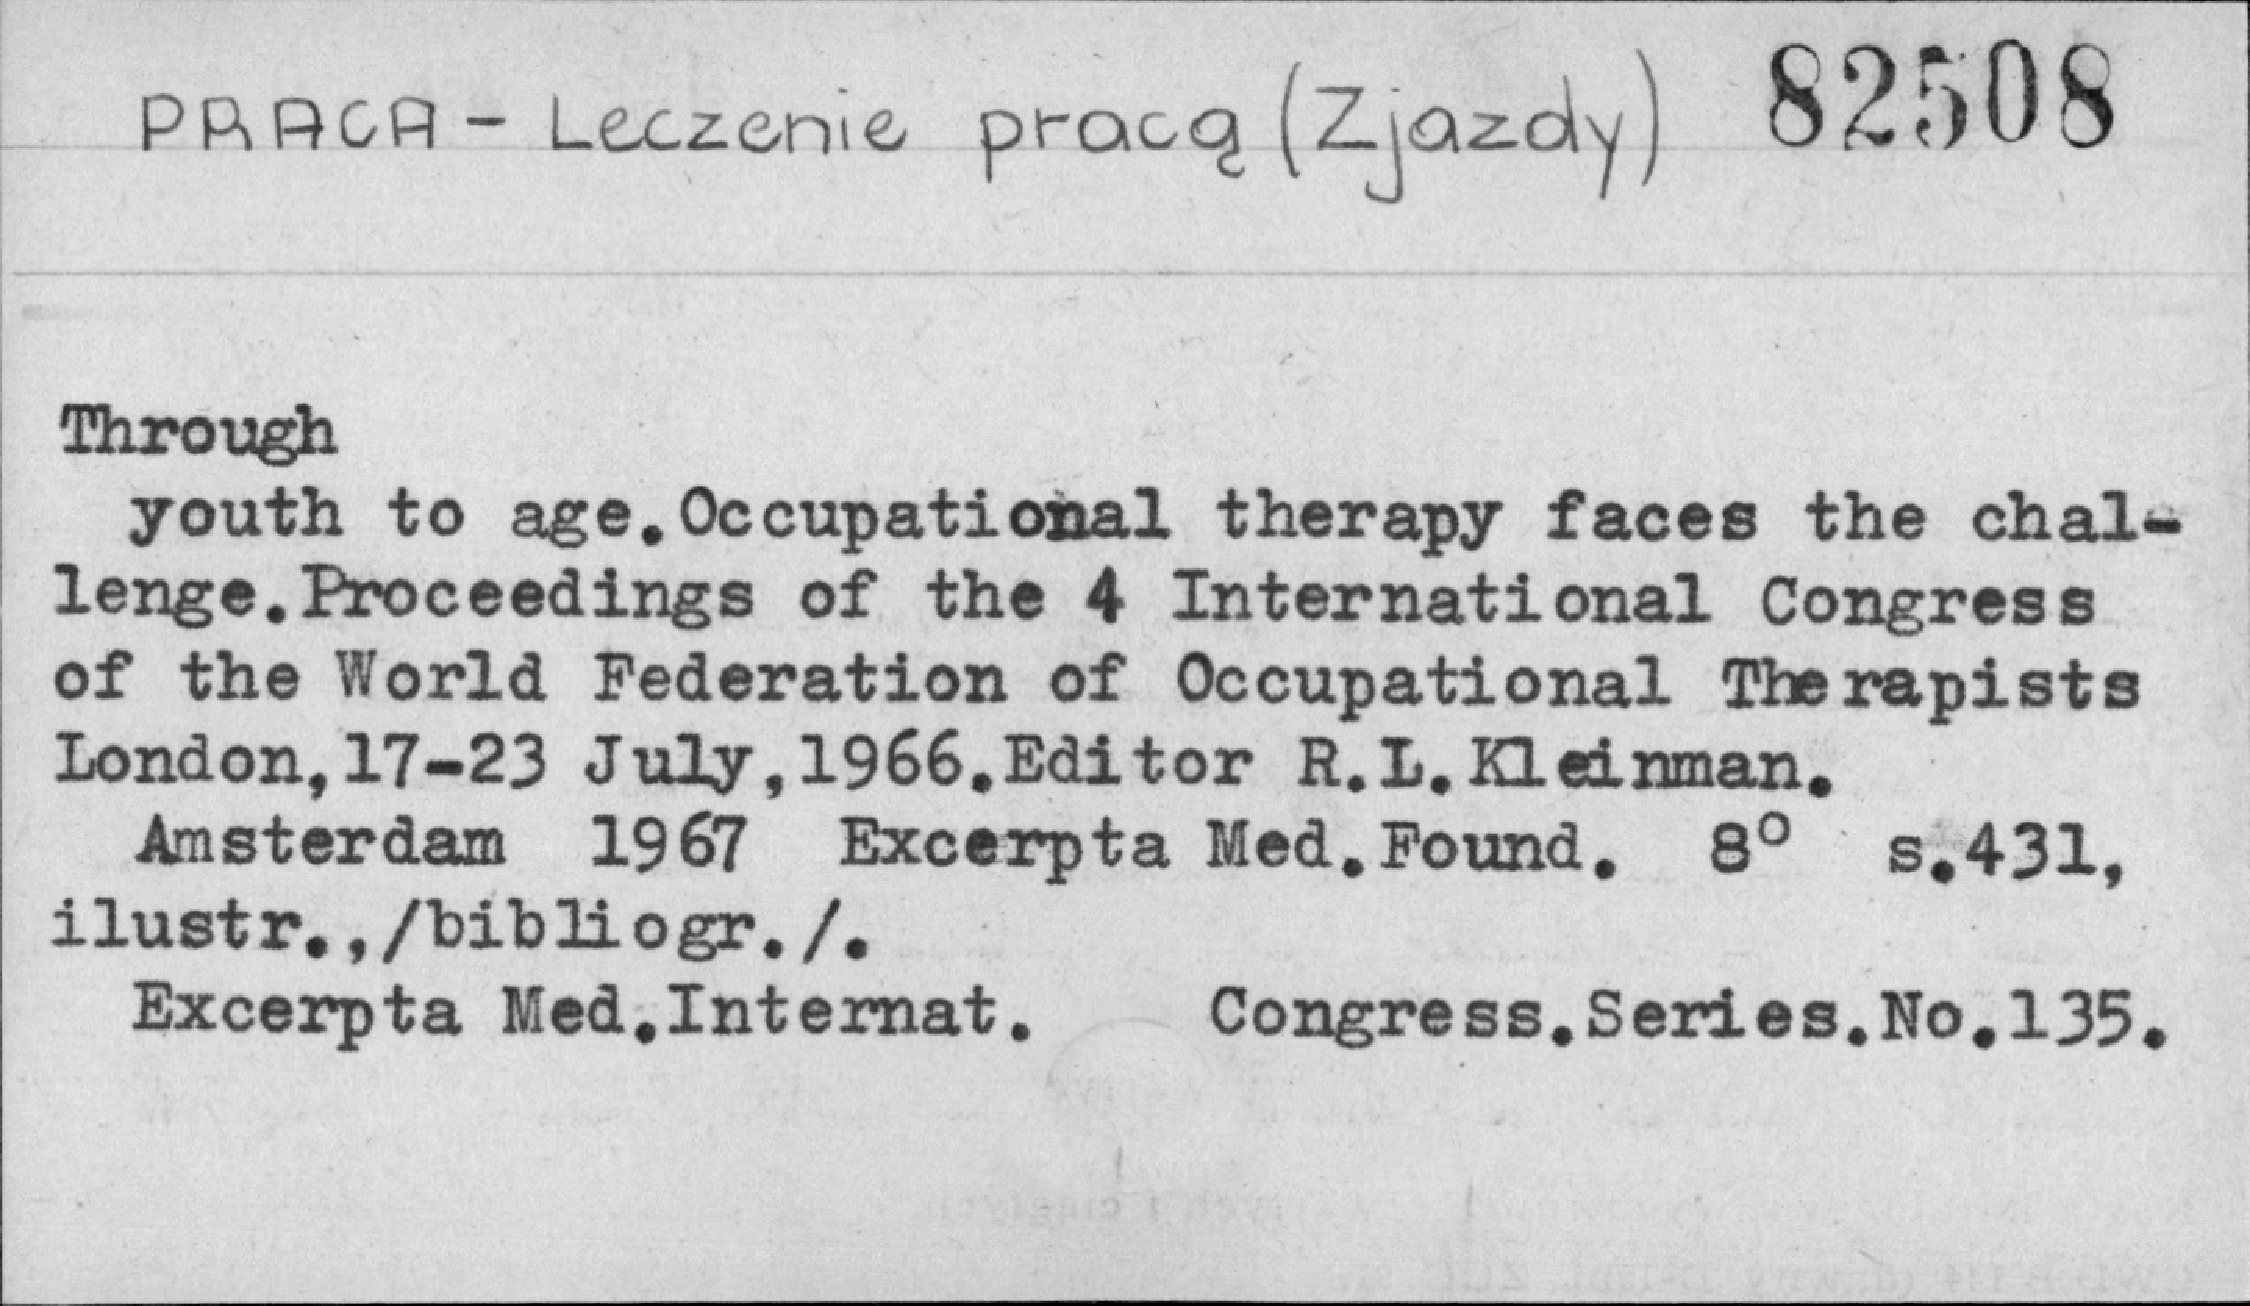 PRACA - Leczenie pracą (Zjazdy) 82508
Through
youth to age.Occupational therapy faces the chal-
lenge.Proceedings of the 4 International Congress
of the World Federation of Occupational Therapists
London,17-23 July,1966.Editor R.L.Kleinman.
Amsterdam 1967 Excerpta Med.Found. 8° s.431,
ilustr.,/bibliogr./.
Excerpta Med.Internat. Congress.Series.No.135.